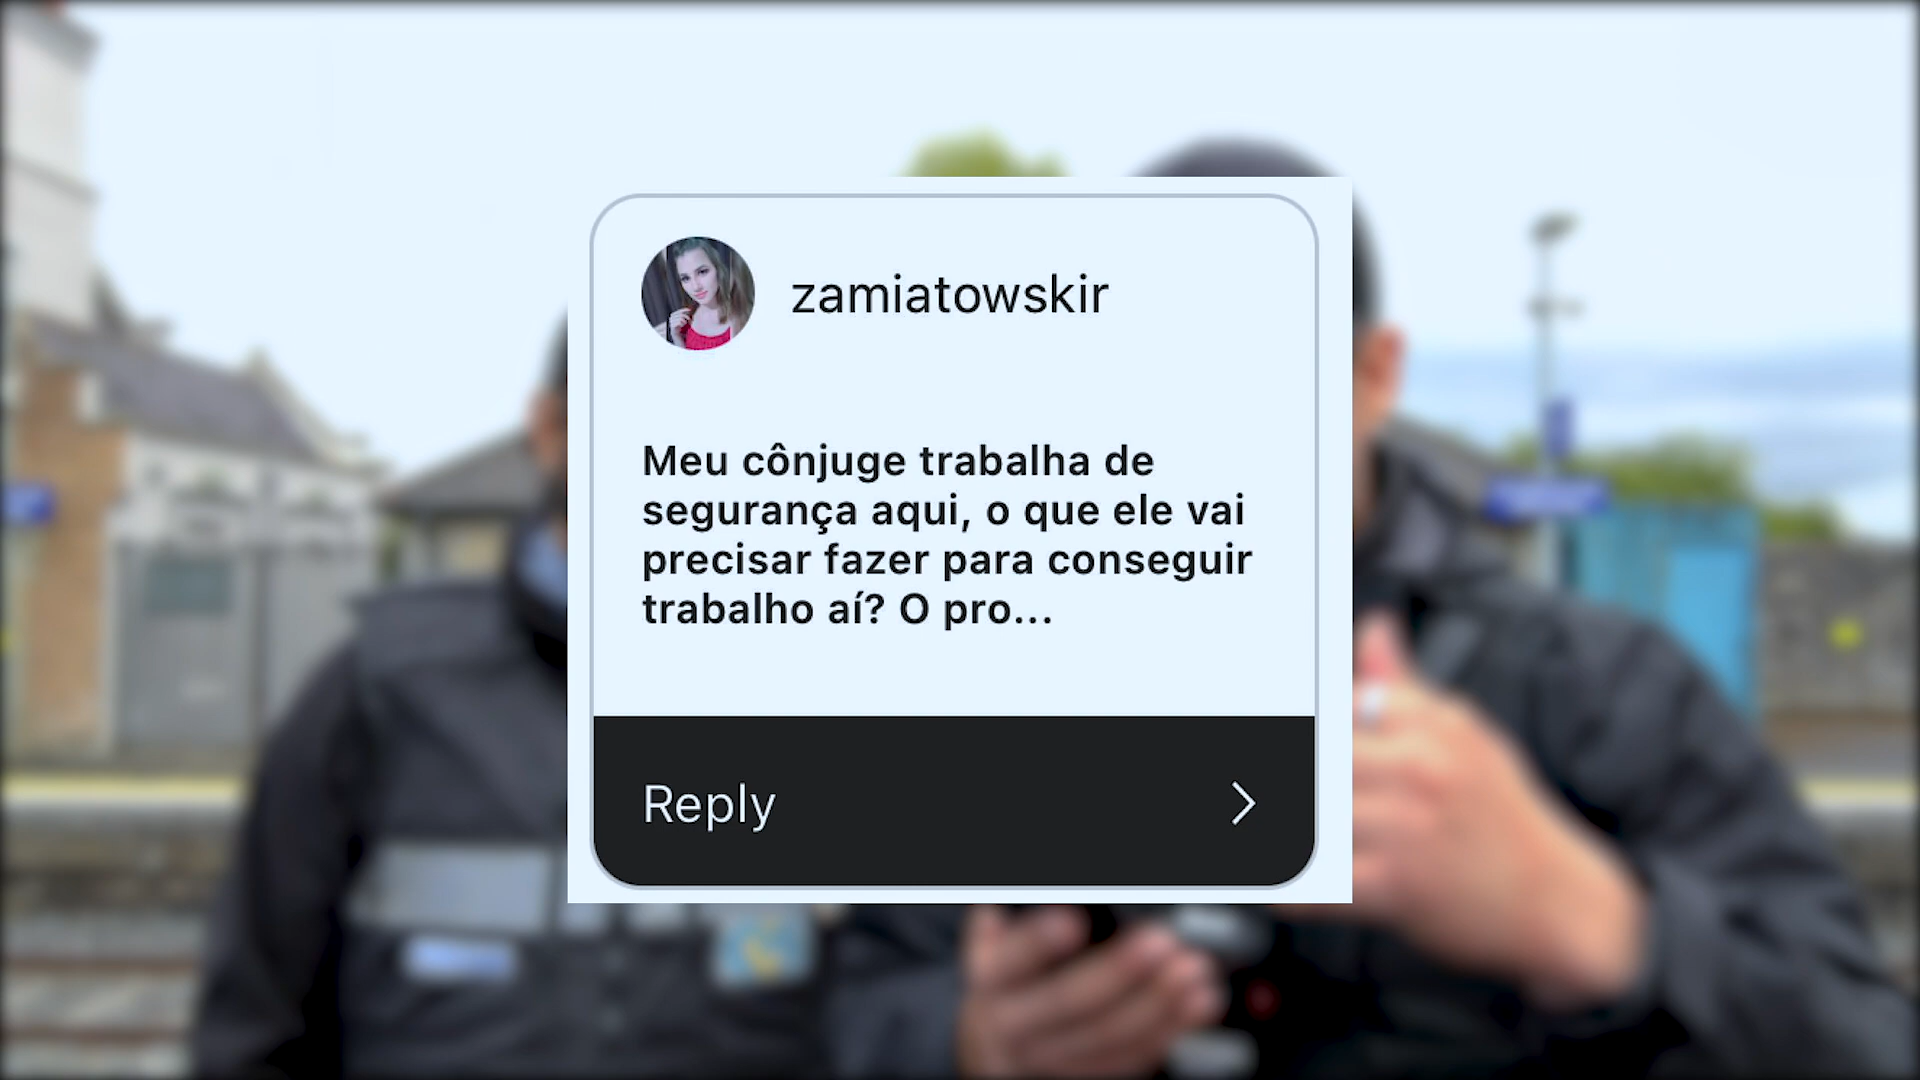 zamiatowskir
Meu cônjuge trabalha de
segurança aqui, o que ele vai
precisar fazer para conseguir
trabalho aí? O pro...
Reply